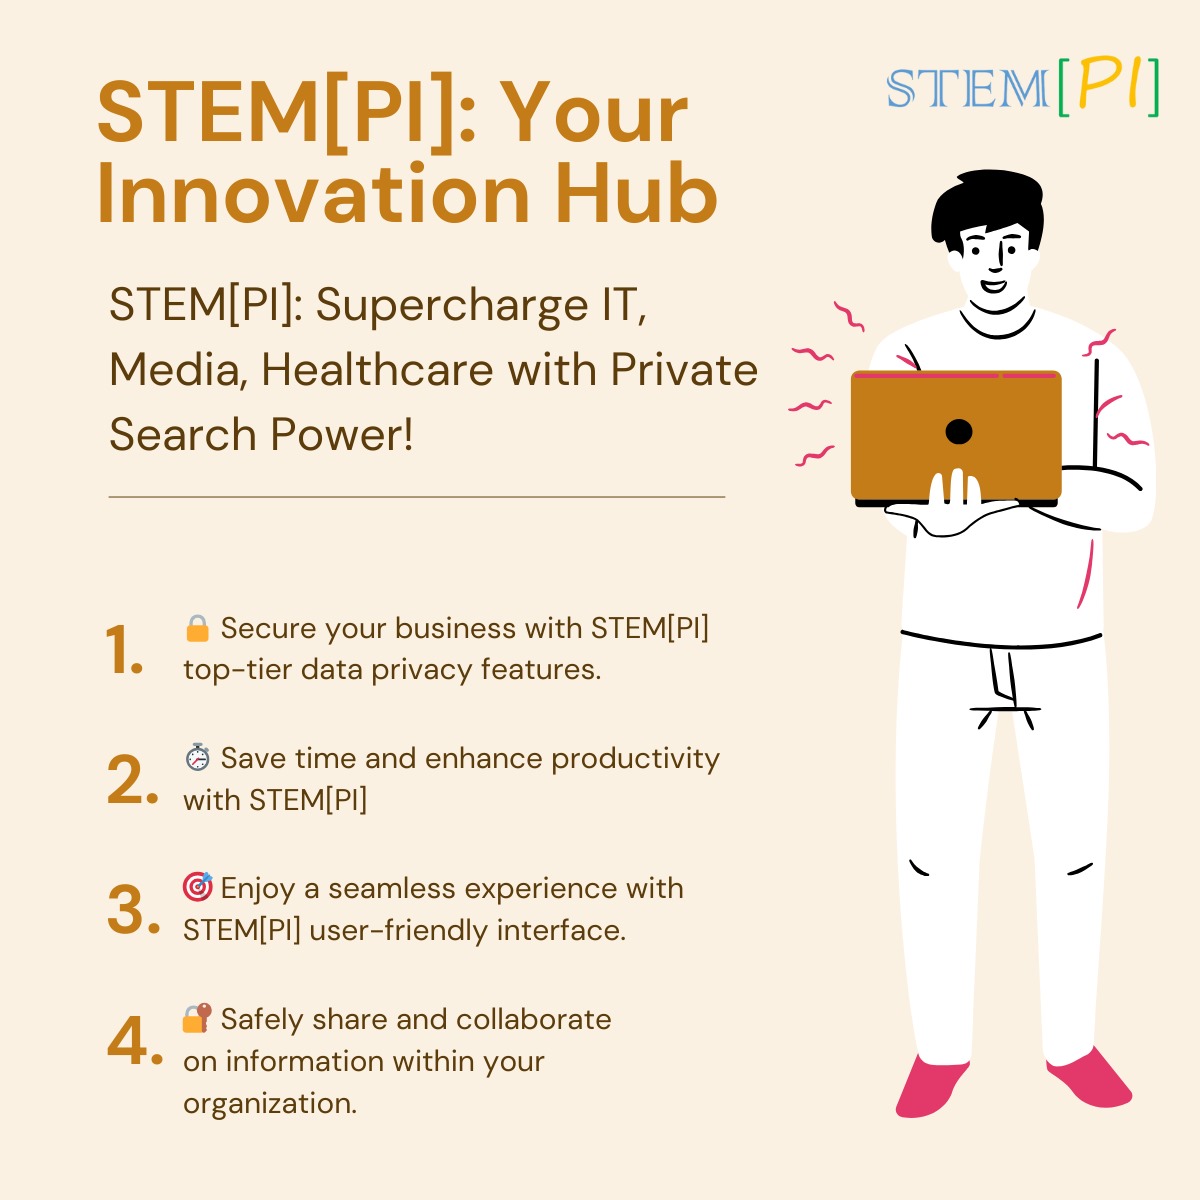 STEM[PI]
STEM[PI]: Your
Innovation Hub
STEM[PI]: Supercharge IT,
Media, Healthcare with Private
Search Power!
1.
🔒 Secure your business with STEM[PI]
top-tier data privacy features.
2.
⏱️ Save time and enhance productivity
with STEM[PI]
3.
🎯 Enjoy a seamless experience with
STEM[PI] user-friendly interface.
4.
🔐 Safely share and collaborate
on information within your
organization.